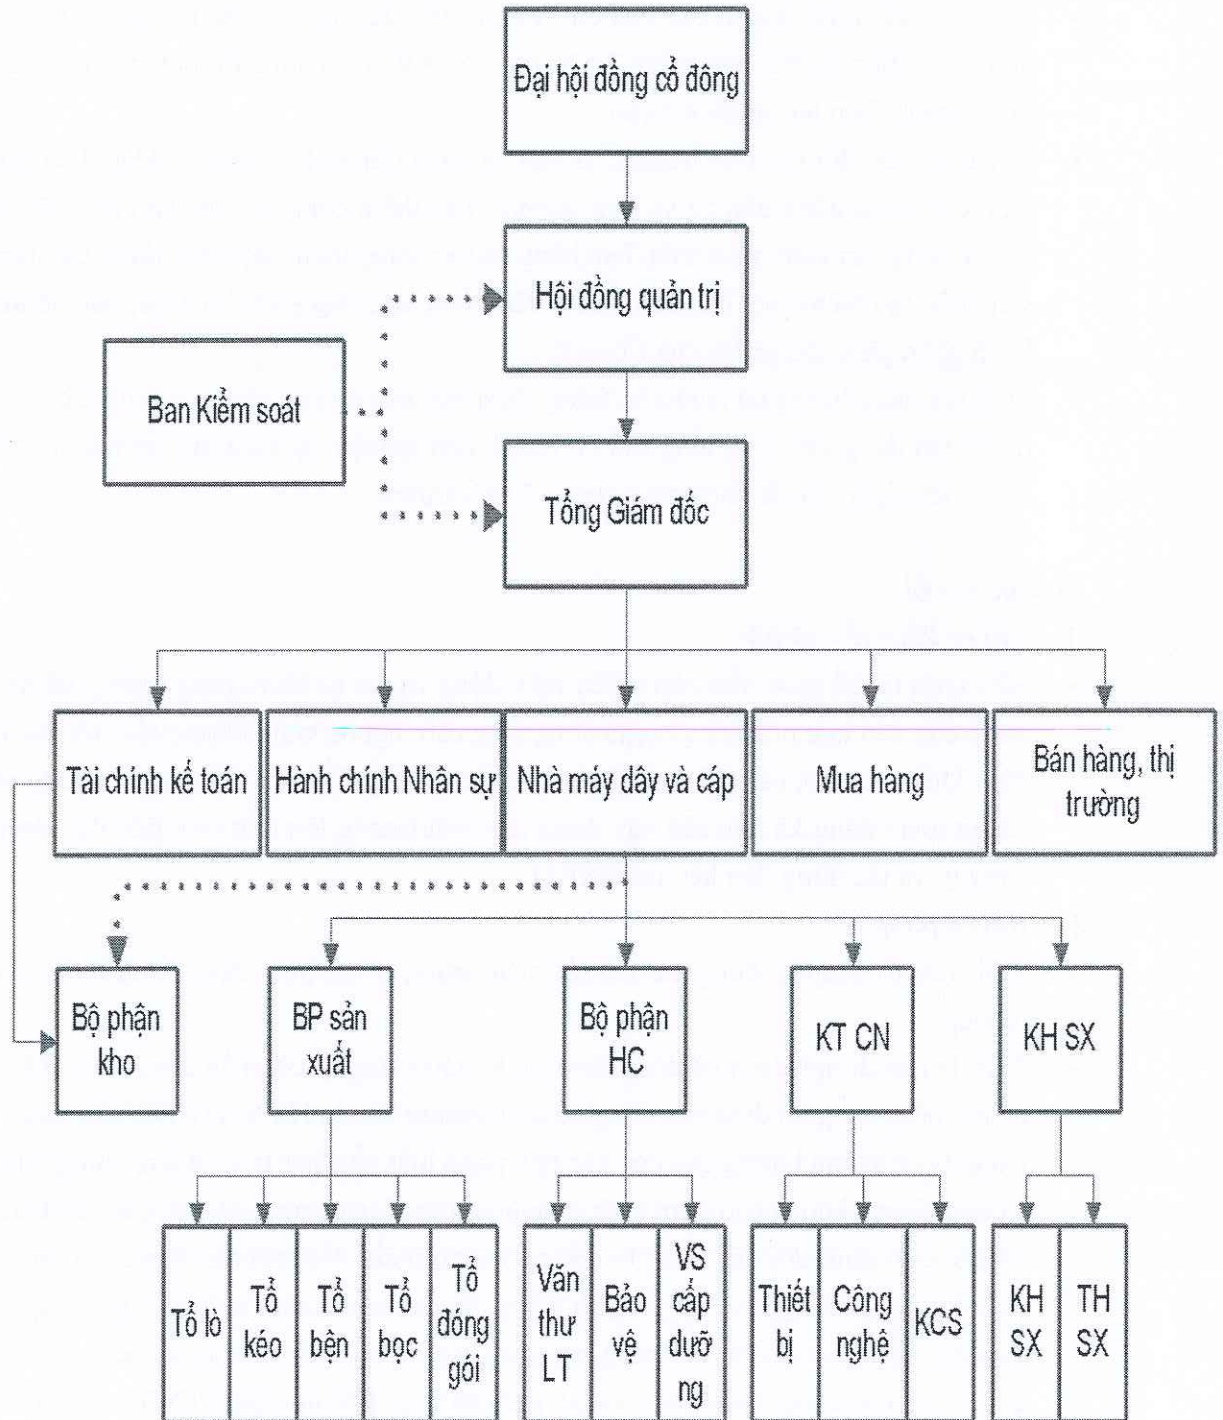 Đại hội đồng cổ đông
Hội đồng quản trị
Ban Kiểm soát
Tổng Giám đốc
Tài chính kế toán
Hành chính Nhân sự
Nhà máy dây và cáp
Mua hàng
Bán hàng, thị
trường
Bộ phận
kho
BP sản
xuất
Bộ phận
HC
KT CN
KH SX
Tổ lò
Tổ
kéo
Tổ
bện
Tổ
bọc
Tổ
đóng
gói
Văn
thư
LT
Bảo
vệ
VS
cấp
dưỡ
ng
Thiết
bị
Công
nghệ
KCS
KH
SX
TH
SX